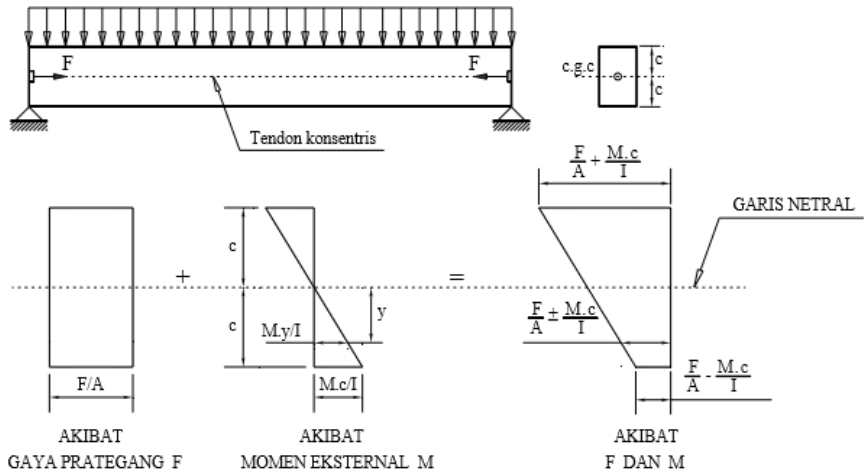 F
F
c.g.c
c
c
Tendon konsentris
F/A + M.c/I
GARIS NETRAL
c
+
=
c
y
M.y/I
F/A ± M.c/I
F/A
M.c/I
F/A - M.c/I
AKIBAT
GAYA PRATEGANG F
AKIBAT
MOMEN EKSTERNAL M
AKIBAT
F DAN M